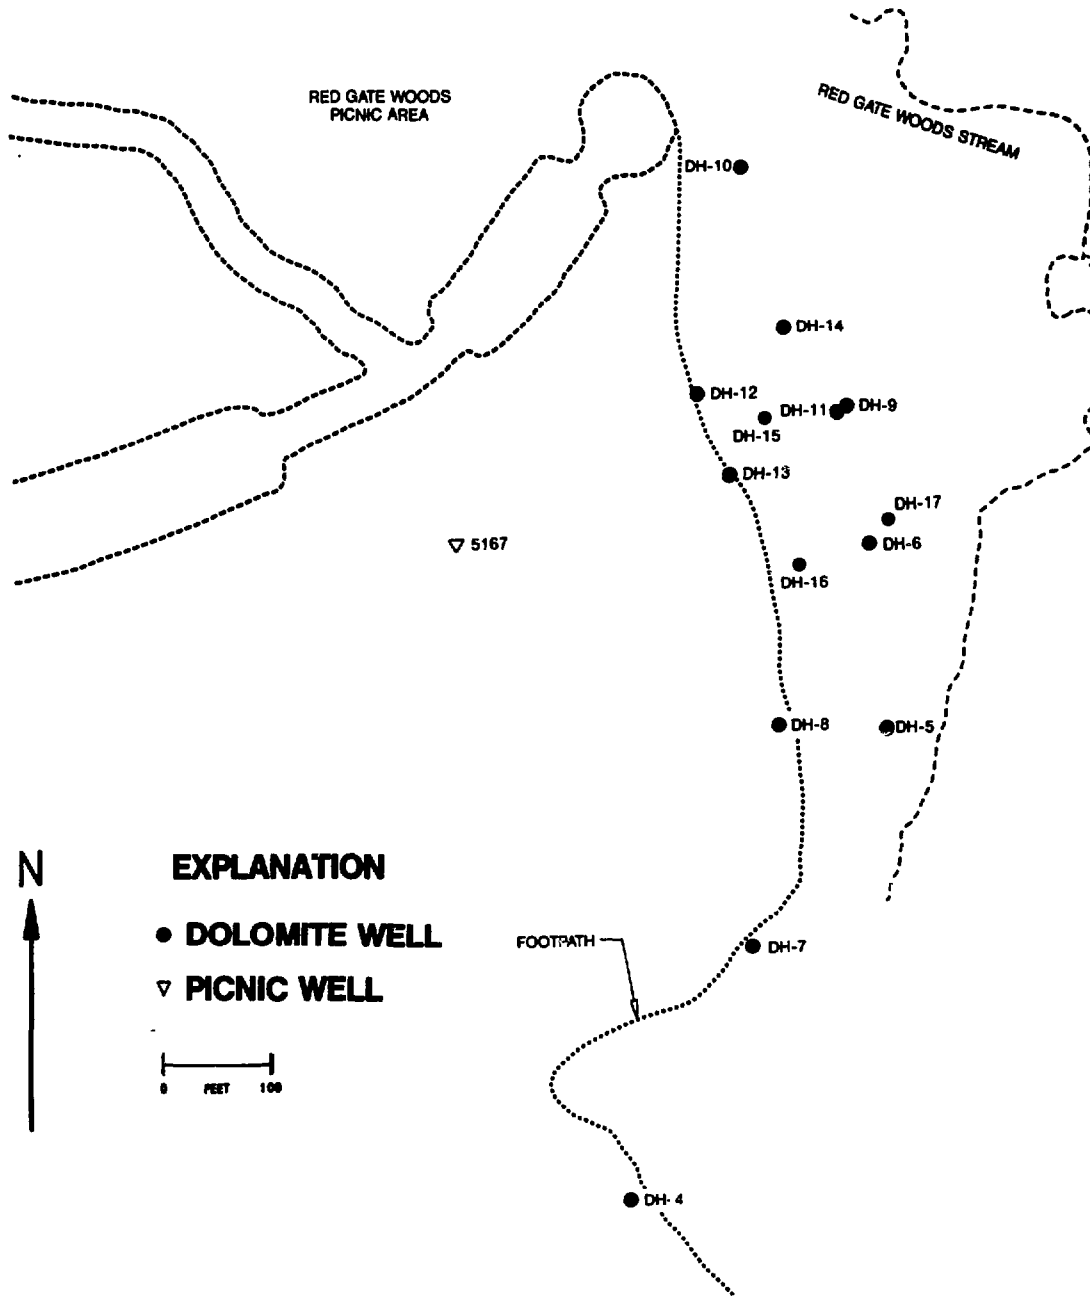 RED GATE WOODS
PICNIC AREA
RED GATE WOODS STREAM
DH-10
DH-14
DH-12
DH-11
DH-9
DH-15
DH-13
DH-17
5167
DH-6
DH-16
DH-8
DH-5
N
EXPLANATION
DOLOMITE WELL
FOOTPATH
DH-7
PICNIC WELL
0 FEET 100
DH-4